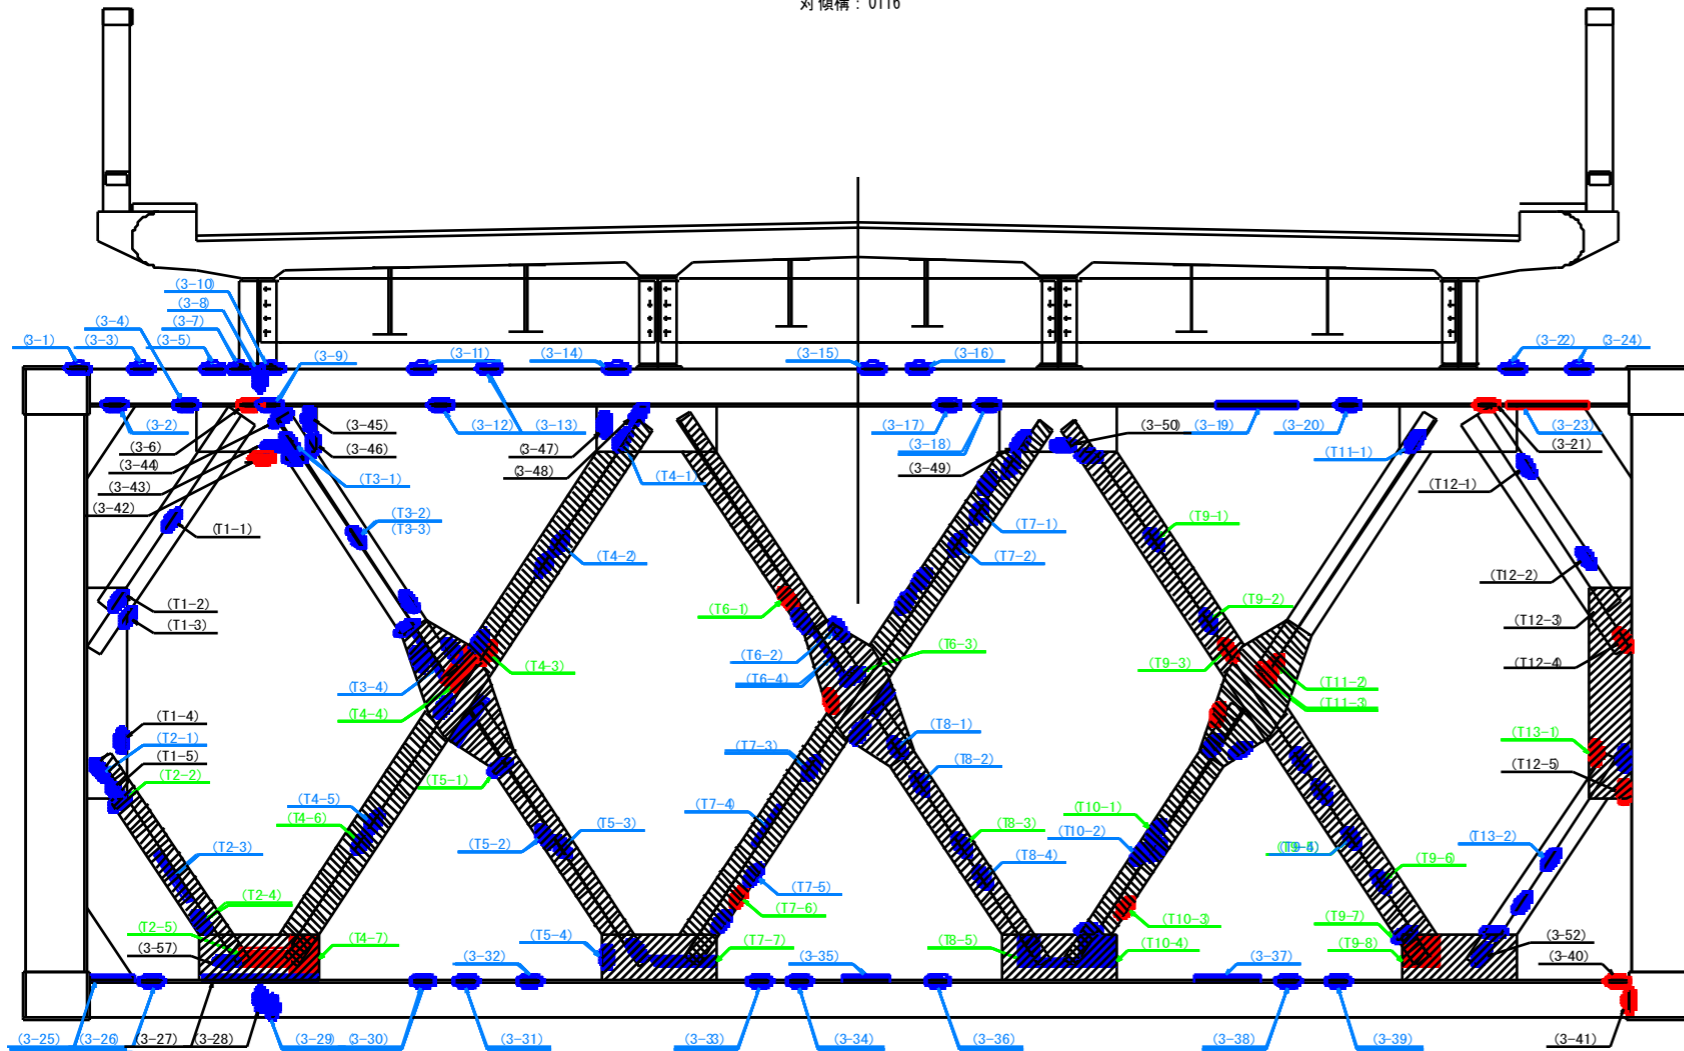 対傾構：0116
(3-10)
(3-8)
(3-4) (3-7)
(3-1) (3-3) (3-5) (3-9) (3-11) (3-14) (3-15) (3-16) (3-22) (3-24)
(3-2) (3-45) (3-12) (3-13) (3-17) (3-50) (3-19) (3-20) (3-23)
(3-6) (3-46) (3-47) (3-18) (T11-1) (3-21)
(3-44) (3-48) (3-49)
(3-43) (T3-1) (T4-1) (T12-1)
(3-42)
(T1-1) (T3-2) (T7-1) (T9-1)
(T3-3)
(T4-2) (T7-2)
(T12-2)
(T1-2) (T6-1) (T9-2)
(T1-3) (T12-3)
(T6-2) (T6-3)
(T4-3) (T9-3) (T12-4)
(T3-4) (T6-4) (T11-2)
(T4-4) (T11-3)
(T1-4) (T8-1)
(T2-1) (T13-1)
(T1-5) (T7-3) (T8-2)
(T2-2) (T5-1) (T12-5)
(T4-5) (T7-4) (T10-1)
(T4-6) (T5-2) (T5-3) (T8-3) (T10-2) (T13-2)
(T2-3) (T8-4) (T9-6)
(T2-4) (T7-5)
(T7-6)
(T2-5) (T4-7) (T5-4) (T7-7) (T8-5) (T10-3) (T9-7)
(3-57) (T10-4) (T9-8) (3-52)
(3-32) (3-35) (3-37) (3-40)
(3-25) (3-26) (3-27) (3-28) (3-29) (3-30) (3-31) (3-33) (3-34) (3-36) (3-38) (3-39) (3-41)